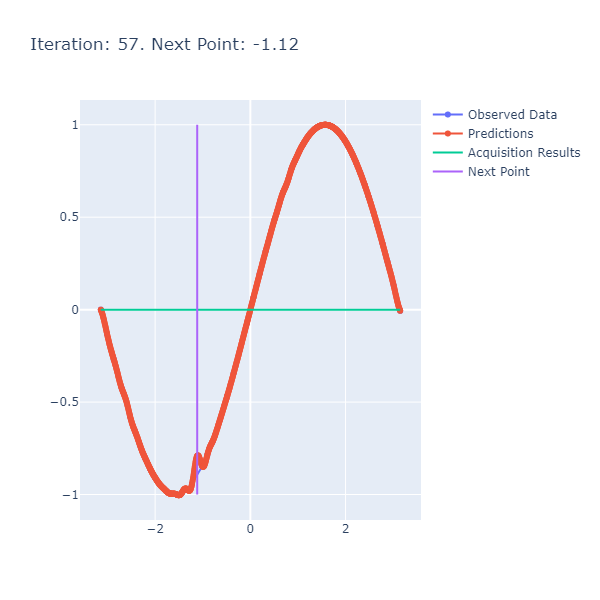 Iteration: 57. Next Point: -1.12
Observed Data
Predictions
Acquisition Results
Next Point
1
0.5
0
−0.5
−1
−2
0
2